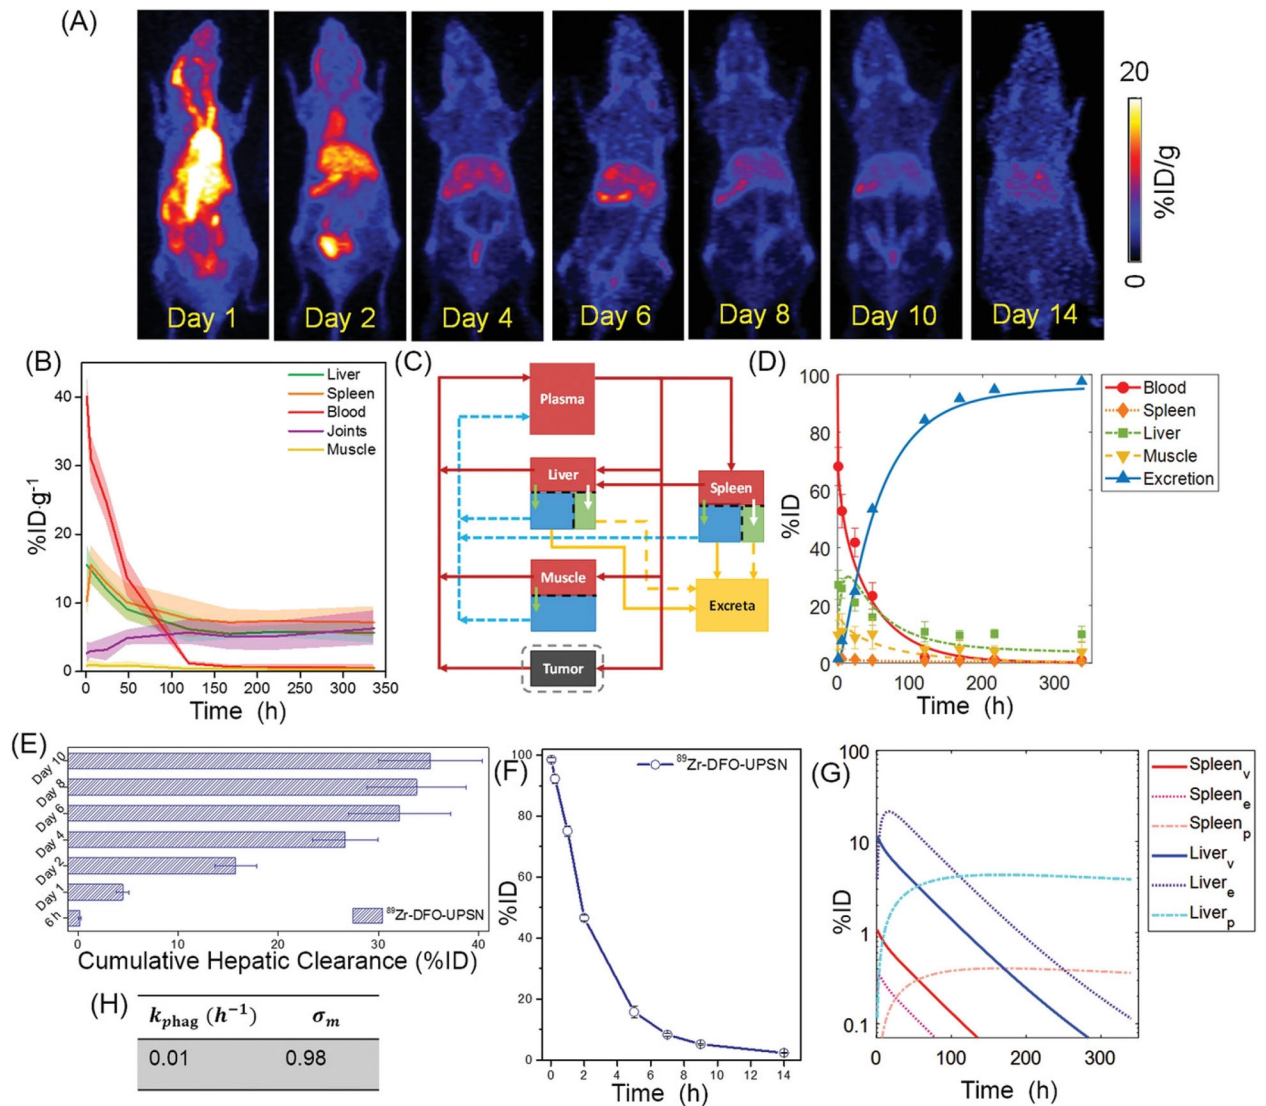 (A)
20
%ID/g
0
Day 1
Day 2
Day 4
Day 6
Day 8
Day 10
Day 14
(B)
Liver
Spleen
Blood
Joints
Muscle
40
30
20
10
0
%ID·g⁻¹
0 50 100 150 200 250 300 350
Time (h)
(C)
Plasma
Liver
Spleen
Muscle
Excreta
Tumor
(D)
100
80
60
40
20
0
%ID
0 100 200 300
Time (h)
Blood
Spleen
Liver
Muscle
Excretion
(E)
Day 10
Day 8
Day 6
Day 4
Day 2
Day 1
6 h
⁸⁹Zr-DFO-UPSN
0 10 20 30 40
Cumulative Hepatic Clearance (%ID)
(F)
⁸⁹Zr-DFO-UPSN
100
80
60
40
20
0
%ID
0 2 4 6 8 10 12 14
Time (h)
(G)
100
10
1
0.1
%ID
0 100 200 300
Time (h)
Spleenᵥ
Spleenₑ
Spleenₚ
Liverᵥ
Liverₑ
Liverₚ
(H)
k_phag (h⁻¹) σ_m
0.01 0.98